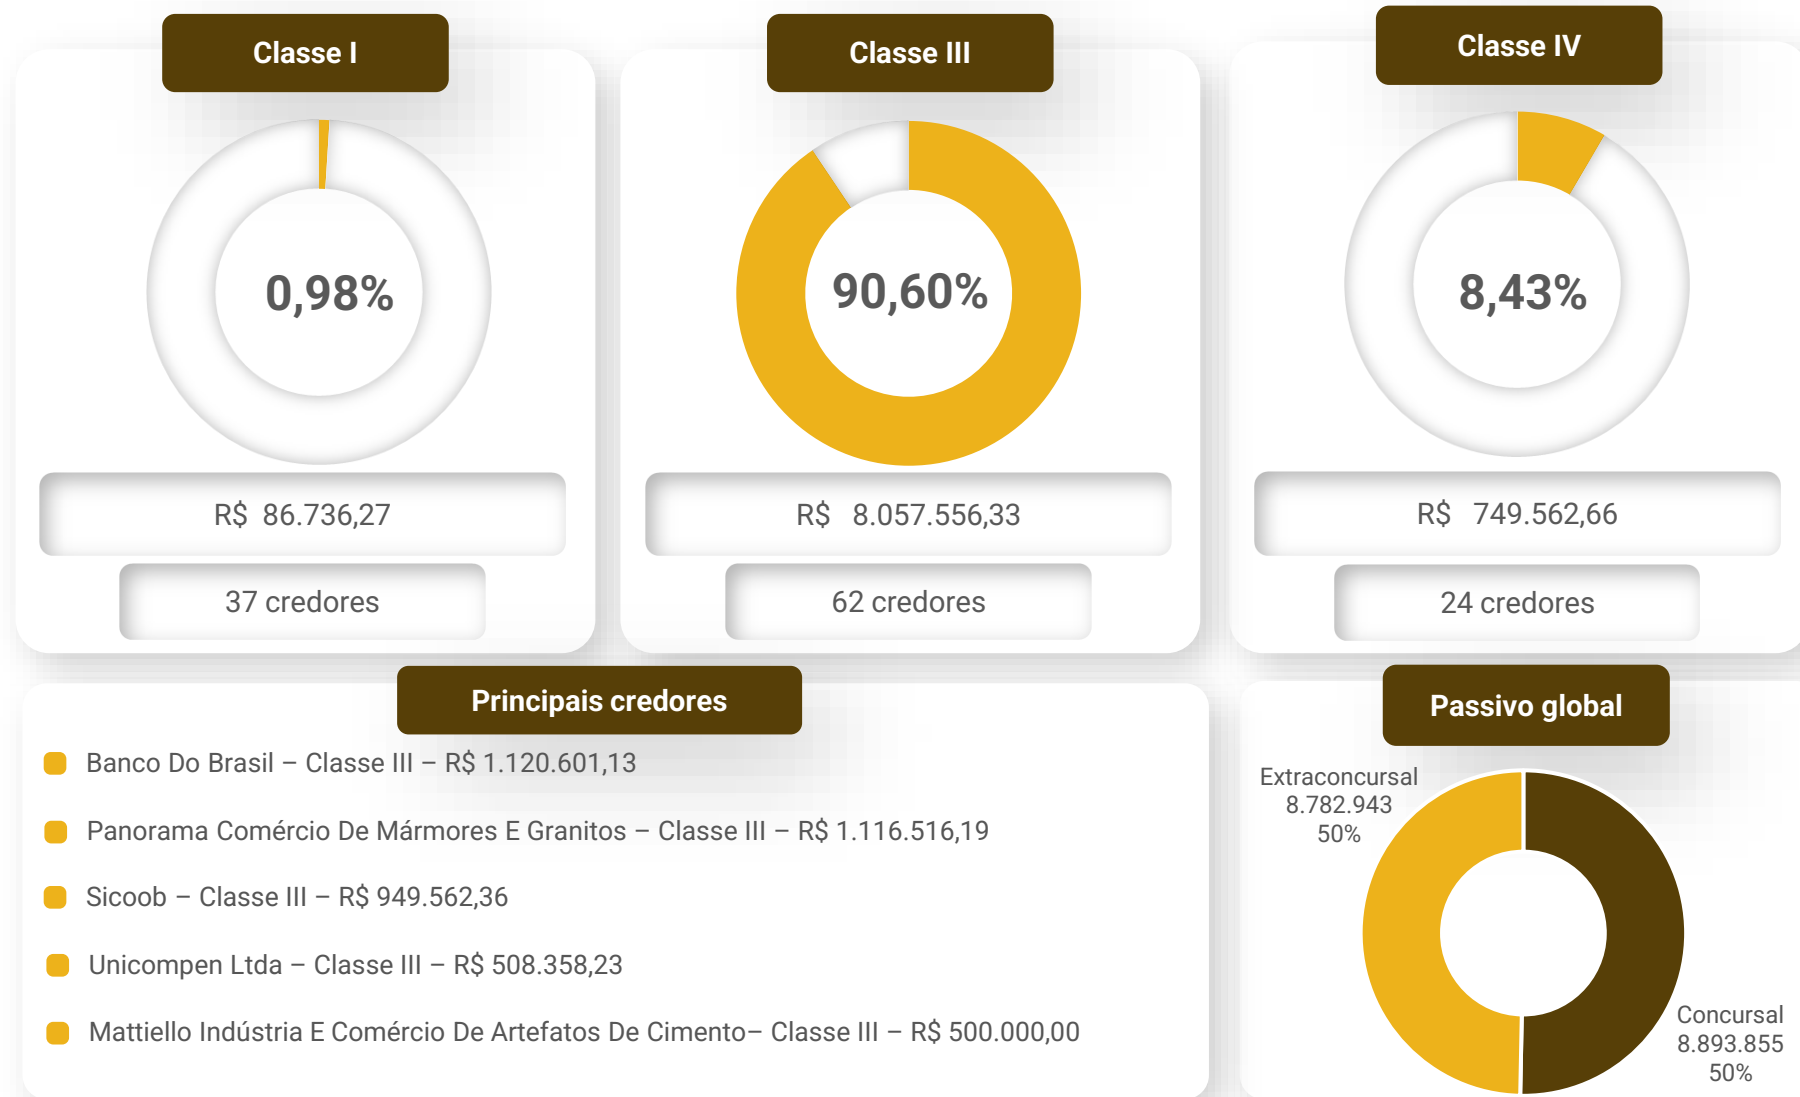 Classe I
0,98%
R$ 86.736,27
37 credores
Classe III
90,60%
R$ 8.057.556,33
62 credores
Classe IV
8,43%
R$ 749.562,66
24 credores
Principais credores
Banco Do Brasil – Classe III – R$ 1.120.601,13
Panorama Comércio De Mármores E Granitos – Classe III – R$ 1.116.516,19
Sicoob – Classe III – R$ 949.562,36
Unicompen Ltda – Classe III – R$ 508.358,23
Mattiello Indústria E Comércio De Artefatos De Cimento– Classe III – R$ 500.000,00
Passivo global
Extraconcursal
8.782.943
50%
Concursal
8.893.855
50%